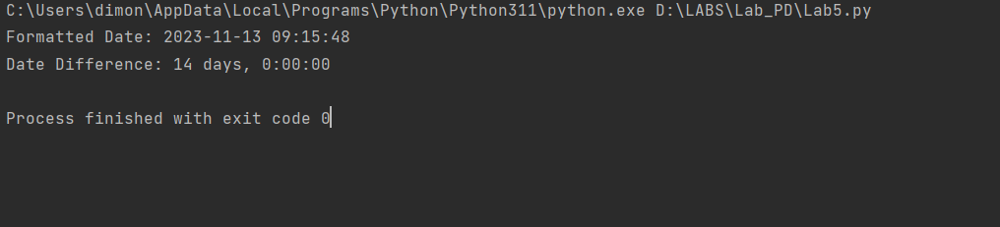 C:\Users\dimon\AppData\Local\Programs\Python\Python311\python.exe D:\LABS\Lab_PD\Lab5.py
Formatted Date: 2023-11-13 09:15:48
Date Difference: 14 days, 0:00:00
Process finished with exit code 0